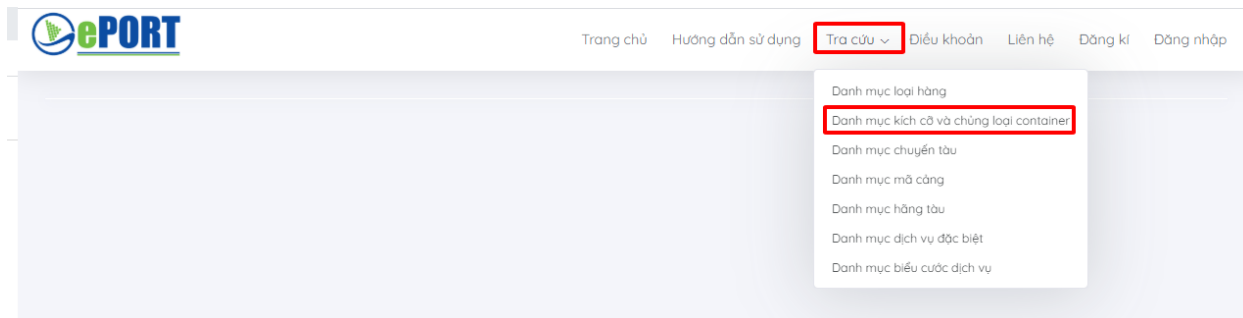 ePORT
Trang chủ Hướng dẫn sử dụng Tra cứu Điều khoản Liên hệ Đăng kí Đăng nhập
Danh mục loại hàng
Danh mục kích cỡ và chủng loại container
Danh mục chuyến tàu
Danh mục mã cảng
Danh mục hãng tàu
Danh mục dịch vụ đặc biệt
Danh mục biểu cước dịch vụ